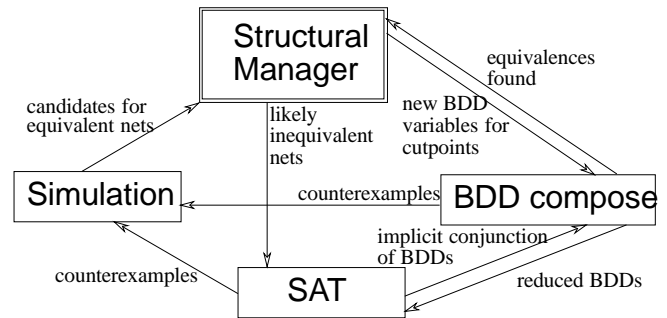 Structural
Manager
equivalences
found
candidates for
equivalent nets
likely
inequivalent
nets
new BDD
variables for
cutpoints
Simulation
counterexamples
BDD compose
implicit conjunction
of BDDs
counterexamples
SAT
reduced BDDs